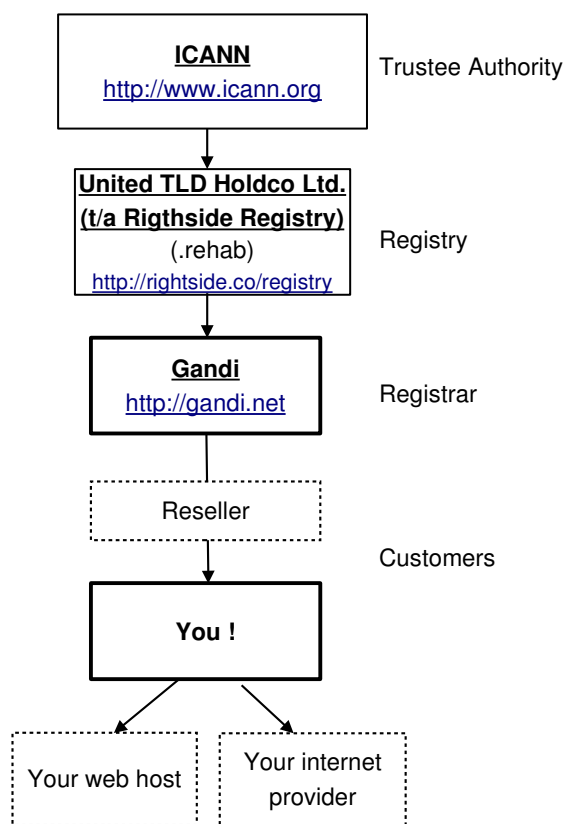 ICANN
http://www.icann.org
Trustee Authority
United TLD Holdco Ltd.
(t/a Rigthside Registry)
(.rehab)
http://rightside.co/registry
Registry
Gandi
http://gandi.net
Registrar
Reseller
Customers
You !
Your web host
Your internet
provider